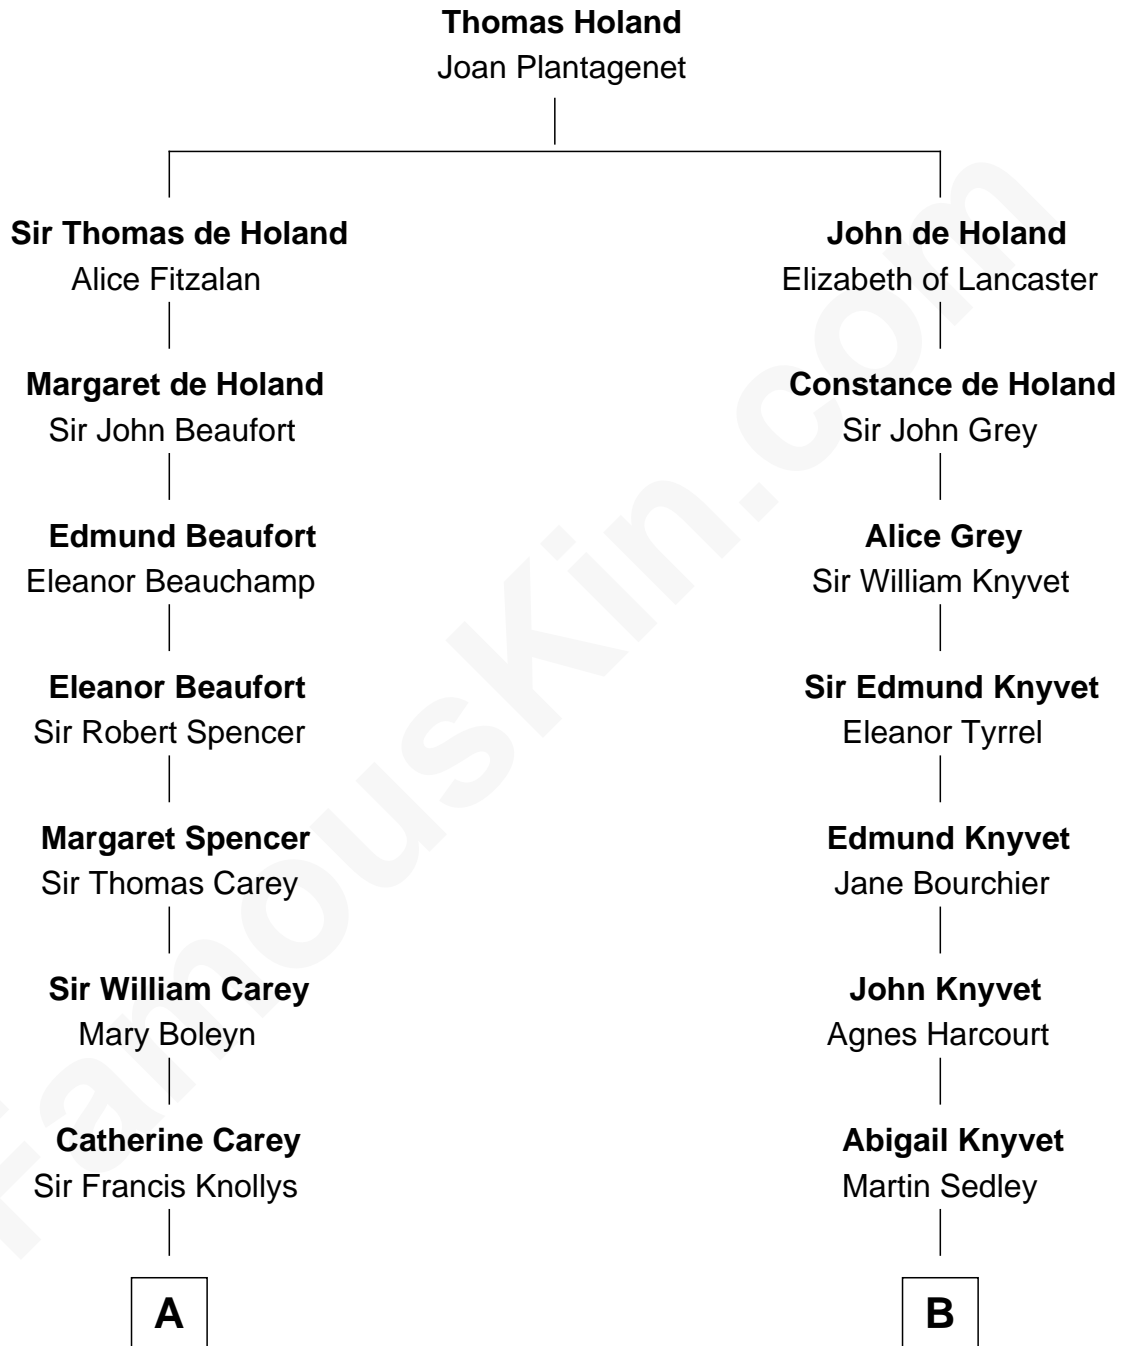 Thomas Holand
Joan Plantagenet
Sir Thomas de Holand
Alice Fitzalan
Margaret de Holand
Sir John Beaufort
Edmund Beaufort
Eleanor Beauchamp
Eleanor Beaufort
Sir Robert Spencer
Margaret Spencer
Sir Thomas Carey
Sir William Carey
Mary Boleyn
Catherine Carey
Sir Francis Knollys
A
John de Holand
Elizabeth of Lancaster
Constance de Holand
Sir John Grey
Alice Grey
Sir William Knyvet
Sir Edmund Knyvet
Eleanor Tyrrel
Edmund Knyvet
Jane Bourchier
John Knyvet
Agnes Harcourt
Abigail Knyvet
Martin Sedley
B
FamousKin.com